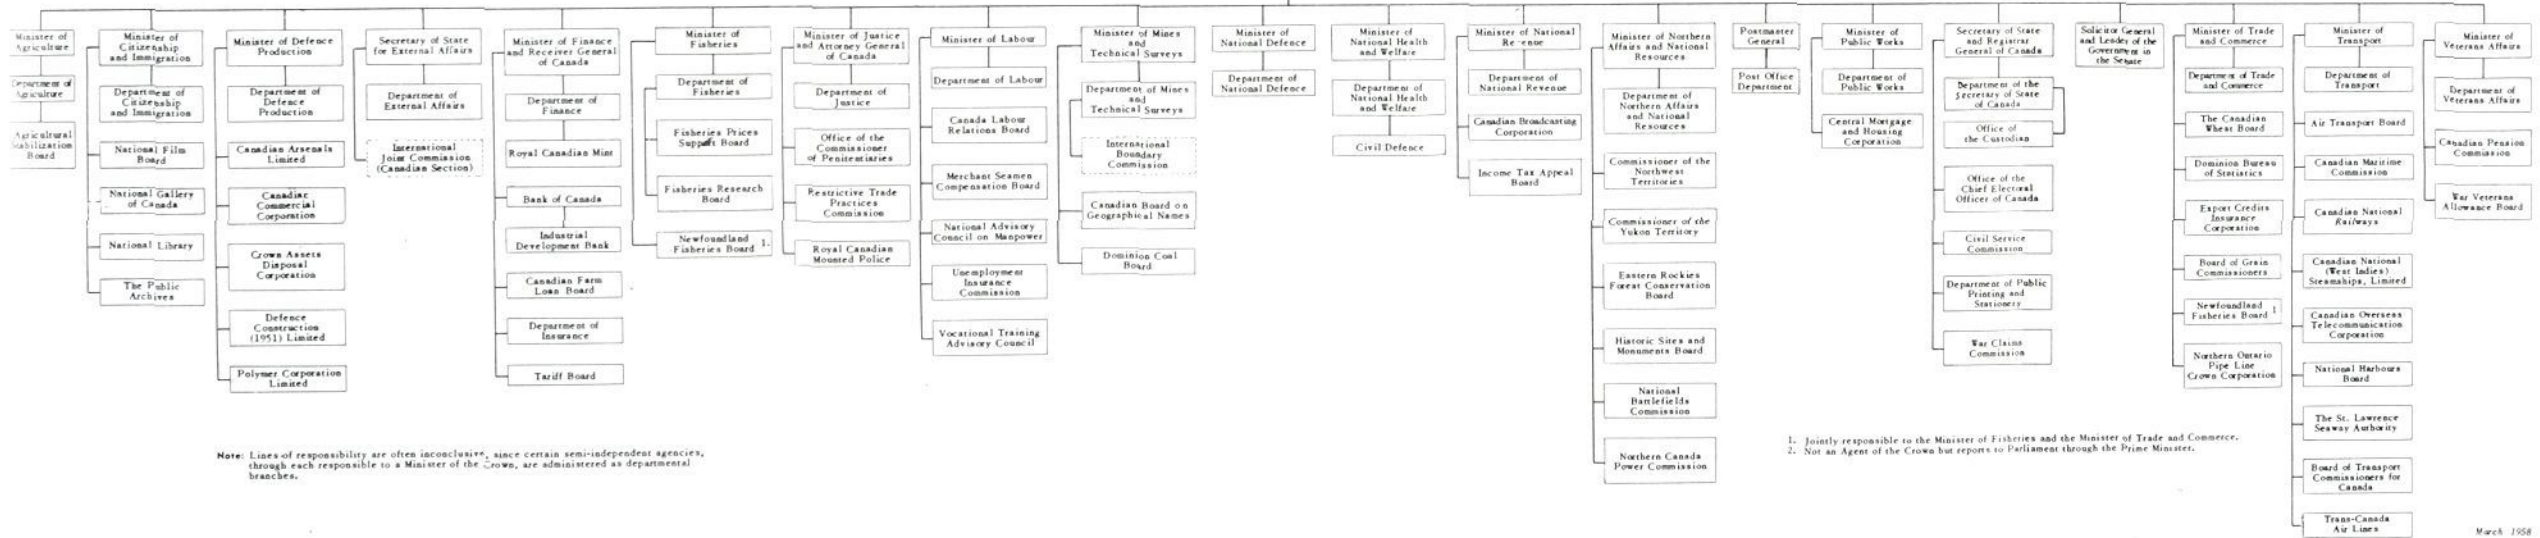 Minister of
Agriculture
Department of
Agriculture
Agricultural
Stabilization
Board
Minister of
Citizenship
and Immigration
Department of
Citizenship
and Immigration
National Film
Board
National Gallery
of Canada
National Library
The Public
Archives
Minister of Defence
Production
Department of
Defence
Production
Canadian Arsenals
Limited
Canadian
Commercial
Corporation
Crown Assets
Disposal
Corporation
Defence
Construction
(1951) Limited
Polymer Corporation
Limited
Secretary of State
for External Affairs
Department of
External Affairs
International
Joint Commission
(Canadian Section)
Minister of Finance
and Receiver General
of Canada
Department of
Finance
Royal Canadian Mint
Bank of Canada
Industrial
Development Bank
Canadian Farm
Loan Board
Department of
Insurance
Tariff Board
Minister of
Fisheries
Department of
Fisheries
Fisheries Prices
Support Board
Fisheries Research
Board
Newfoundland
Fisheries Board 1.
Minister of Justice
and Attorney General
of Canada
Department of
Justice
Office of the
Commissioner
of Penitentiaries
Restrictive Trade
Practices
Commission
Royal Canadian
Mounted Police
Minister of Labour
Department of Labour
Canada Labour
Relations Board
Merchant Seamen
Compensation Board
National Advisory
Council on Manpower
Unemployment
Insurance
Commission
Vocational Training
Advisory Council
Minister of Mines
and
Technical Surveys
Department of Mines
and
Technical Surveys
International
Boundary
Commission
Canadian Board on
Geographical Names
Dominion Coal
Board
Minister of
National Defence
Department of
National Defence
Minister of
National Health
and Welfare
Department of
National Health
and Welfare
Civil Defence
Minister of National
Revenue
Department of
National Revenue
Canadian Broadcasting
Corporation
Income Tax Appeal
Board
Minister of Northern
Affairs and National
Resources
Department of
Northern Affairs
and National
Resources
Commissioner of the
Northwest
Territories
Commissioner of the
Yukon Territory
Eastern Rockies
Forest Conservation
Board
Historic Sites and
Monuments Board
National
Battlefields
Commission
Northern Canada
Power Commission
Postmaster
General
Post Office
Department
Minister of
Public Works
Department of
Public Works
Central Mortgage
and Housing
Corporation
Secretary of State
and Registrar
General of Canada
Department of the
Secretary of State
of Canada
Office of
the Custodian
Office of the
Chief Electoral
Officer of Canada
Civil Service
Commission
Department of Public
Printing and
Stationery
War Claims
Commission
Solicitor General
and Leader of the
Government in
the Senate
Minister of Trade
and Commerce
Department of Trade
and Commerce
The Canadian
Wheat Board
Dominion Bureau
of Statistics
Export Credits
Insurance
Corporation
Board of Grain
Commissioners
Newfoundland
Fisheries Board 1
Northern Ontario
Pipe Line
Crown Corporation
Minister of
Transport
Department of
Transport
Air Transport Board
Canadian Maritime
Commission
Canadian National
Railways
Canadian National
(West Indies)
Steamships, Limited
Canadian Overseas
Telecommunication
Corporation
National Harbours
Board
The St. Lawrence
Seaway Authority
Board of Transport
Commissioners for
Canada
Trans-Canada
Air Lines
Minister of
Veterans Affairs
Department of
Veterans Affairs
Canadian Pension
Commission
War Veterans
Allowance Board
Note: Lines of responsibility are often inconclusive, since certain semi-independent agencies,
through each responsible to a Minister of the Crown, are administered as departmental
branches.
1. Jointly responsible to the Minister of Fisheries and the Minister of Trade and Commerce.
2. Not an Agent of the Crown but reports to Parliament through the Prime Minister.
March 1958